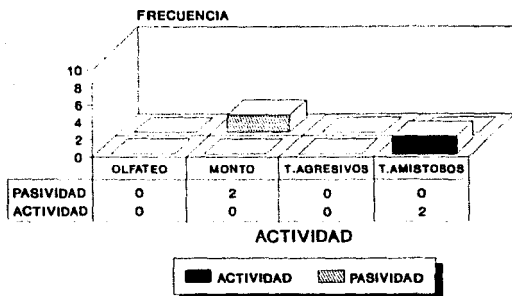 FRECUENCIA
10
8
6
4
2
0
OLFATEO MONTO T.AGRESIVOS T.AMISTOSOS
PASIVIDAD 0 2 0 0
ACTIVIDAD 0 0 0 2
ACTIVIDAD
ACTIVIDAD PASIVIDAD